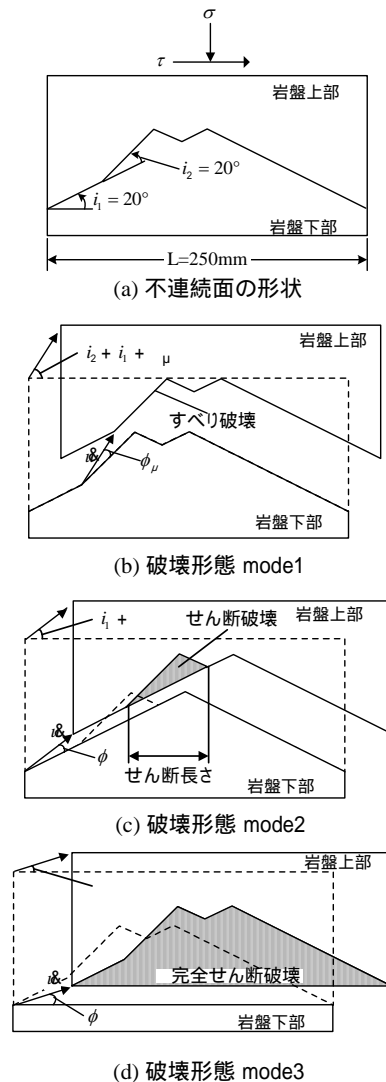 σ
τ
岩盤上部
i₂ = 20°
i₁ = 20°
岩盤下部
L=250mm
(a) 不連続面の形状
i₂ + i₁ + μ
岩盤上部
すべり破壊
ϕμ
岩盤下部
(b) 破壊形態 mode1
i₁ +
せん断破壊
岩盤上部
ϕ
せん断長さ
岩盤下部
(c) 破壊形態 mode2
岩盤上部
完全せん断破壊
ϕ
岩盤下部
(d) 破壊形態 mode3